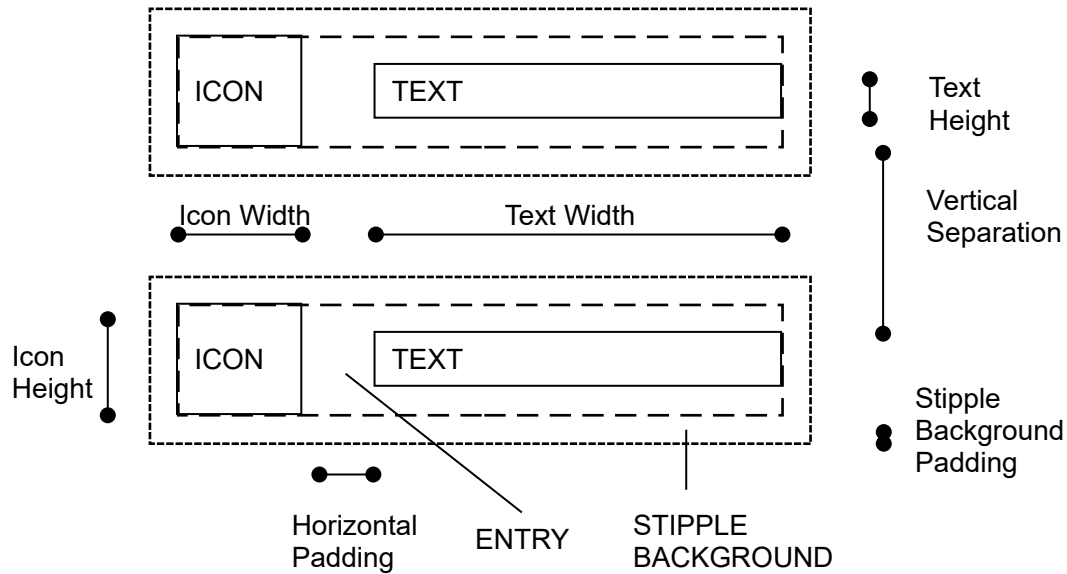 ICON
TEXT
Text
Height
Icon Width
Text Width
Vertical
Separation
Icon
Height
ICON
TEXT
Stipple
Background
Padding
Horizontal
Padding
ENTRY
STIPPLE
BACKGROUND